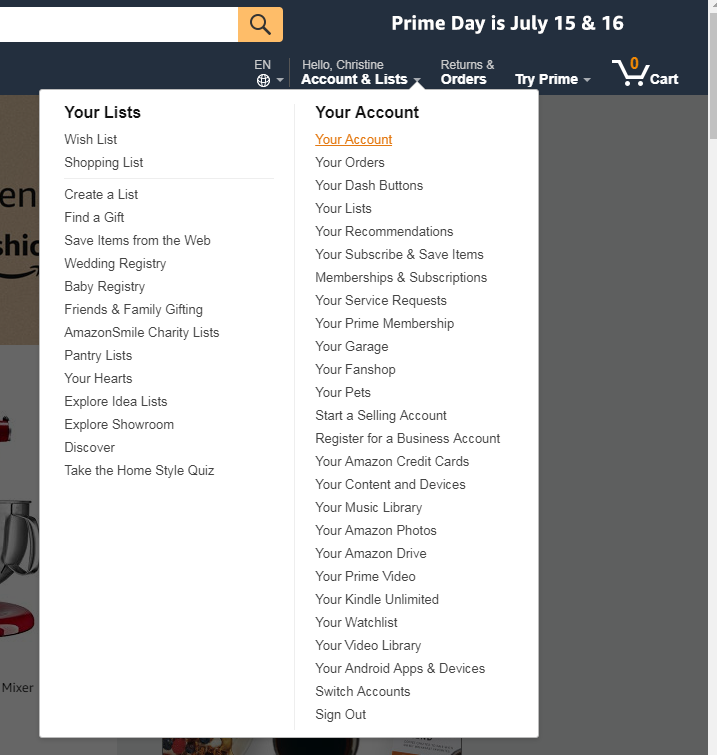 Prime Day is July 15 & 16
EN
Hello, Christine
Account & Lists
Returns &
Orders
Try Prime
0
Cart
Your Lists
Wish List
Shopping List
Create a List
Find a Gift
Save Items from the Web
Wedding Registry
Baby Registry
Friends & Family Gifting
AmazonSmile Charity Lists
Pantry Lists
Your Hearts
Explore Idea Lists
Explore Showroom
Discover
Take the Home Style Quiz
Your Account
Your Account
Your Orders
Your Dash Buttons
Your Lists
Your Recommendations
Your Subscribe & Save Items
Memberships & Subscriptions
Your Service Requests
Your Prime Membership
Your Garage
Your Fanshop
Your Pets
Start a Selling Account
Register for a Business Account
Your Amazon Credit Cards
Your Content and Devices
Your Music Library
Your Amazon Photos
Your Amazon Drive
Your Prime Video
Your Kindle Unlimited
Your Watchlist
Your Video Library
Your Android Apps & Devices
Switch Accounts
Sign Out
Mixer